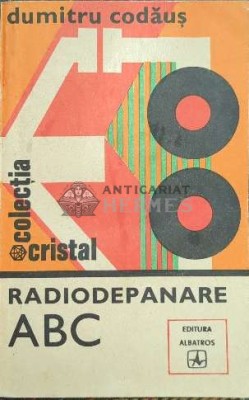 dumitru codăuș
colecția
cristal
ANTICARIAT
HERMES
RADIODEPANARE
ABC
EDITURA
ALBATROS